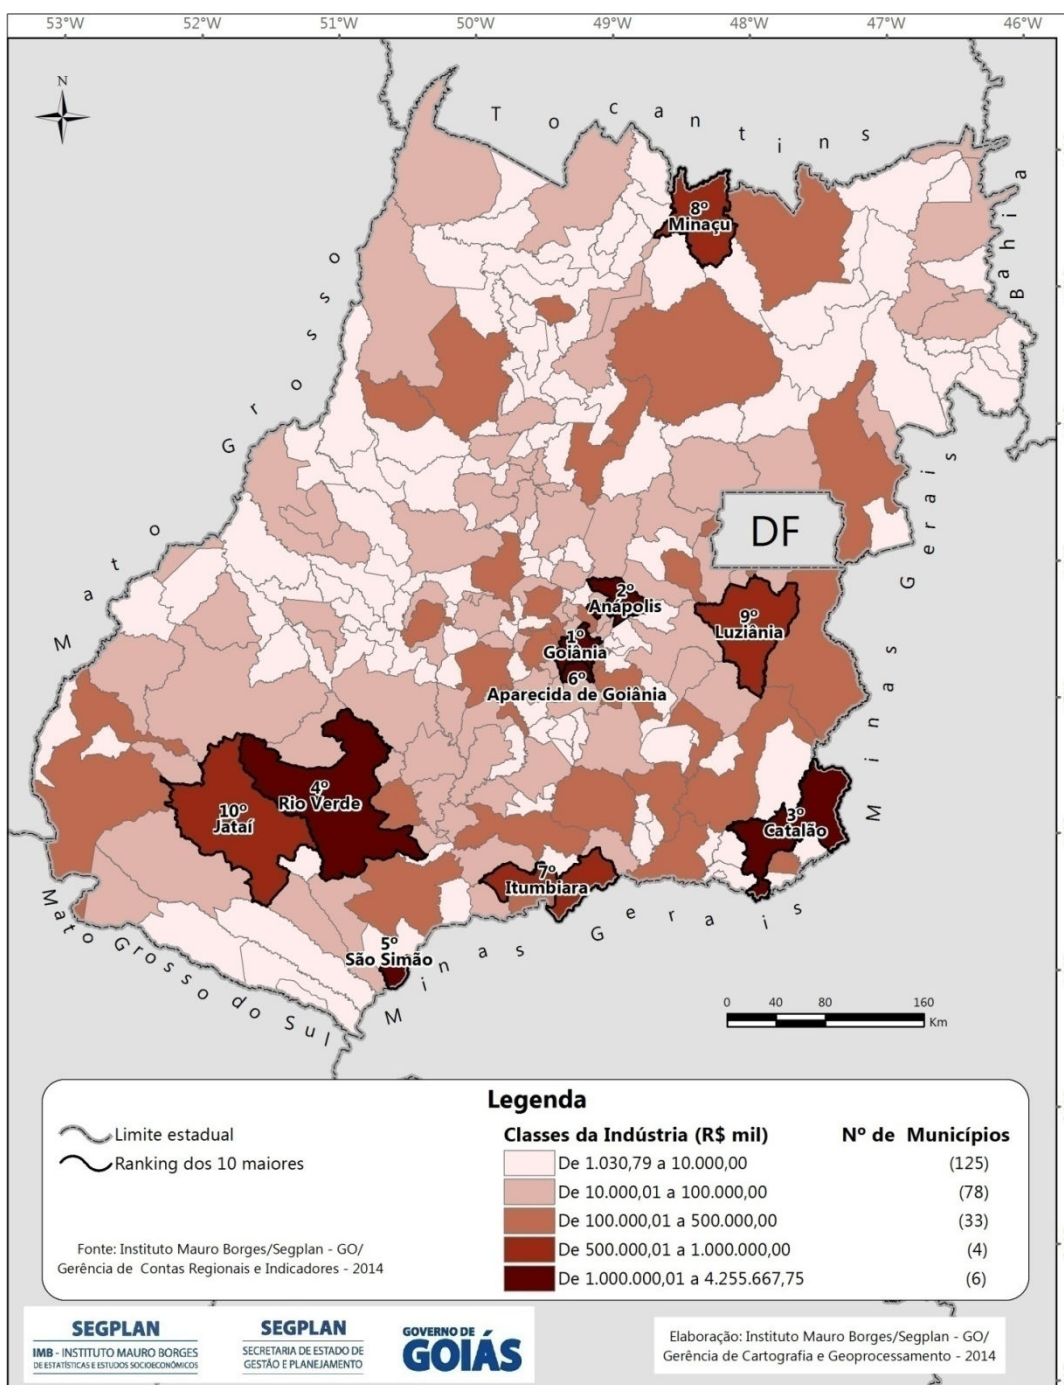 53°W 52°W 51°W 50°W 49°W 48°W 47°W 46°W
N
Tocantins
Bahia
Mato Grosso
8º
Minaçu
Minas Gerais
DF
2º
Anápolis
9º
Luziânia
1º
Goiânia
6º
Aparecida de Goiânia
4º
Rio Verde
10º
Jataí
3º
Catalão
7º
Itumbiara
5º
São Simão
Minas Gerais
Mato Grosso do Sul
0 40 80 160
Km
Legenda
Limite estadual
Ranking dos 10 maiores
Classes da Indústria (R$ mil) Nº de Municípios
De 1.030,79 a 10.000,00 (125)
De 10.000,01 a 100.000,00 (78)
De 100.000,01 a 500.000,00 (33)
De 500.000,01 a 1.000.000,00 (4)
De 1.000.000,01 a 4.255.667,75 (6)
Fonte: Instituto Mauro Borges/Segplan - GO/
Gerência de Contas Regionais e Indicadores - 2014
SEGPLAN
IMB - INSTITUTO MAURO BORGES
DE ESTATÍSTICAS E ESTUDOS SOCIOECONÔMICOS
SEGPLAN
SECRETARIA DE ESTADO DE
GESTÃO E PLANEJAMENTO
GOVERNO DE
GOIÁS
Elaboração: Instituto Mauro Borges/Segplan - GO/
Gerência de Cartografia e Geoprocessamento - 2014